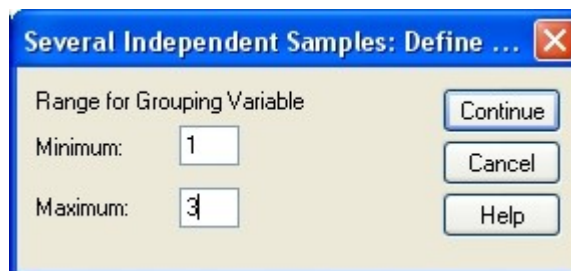 Several Independent Samples: Define ...
Range for Grouping Variable
Minimum: 1
Maximum: 3
Continue
Cancel
Help